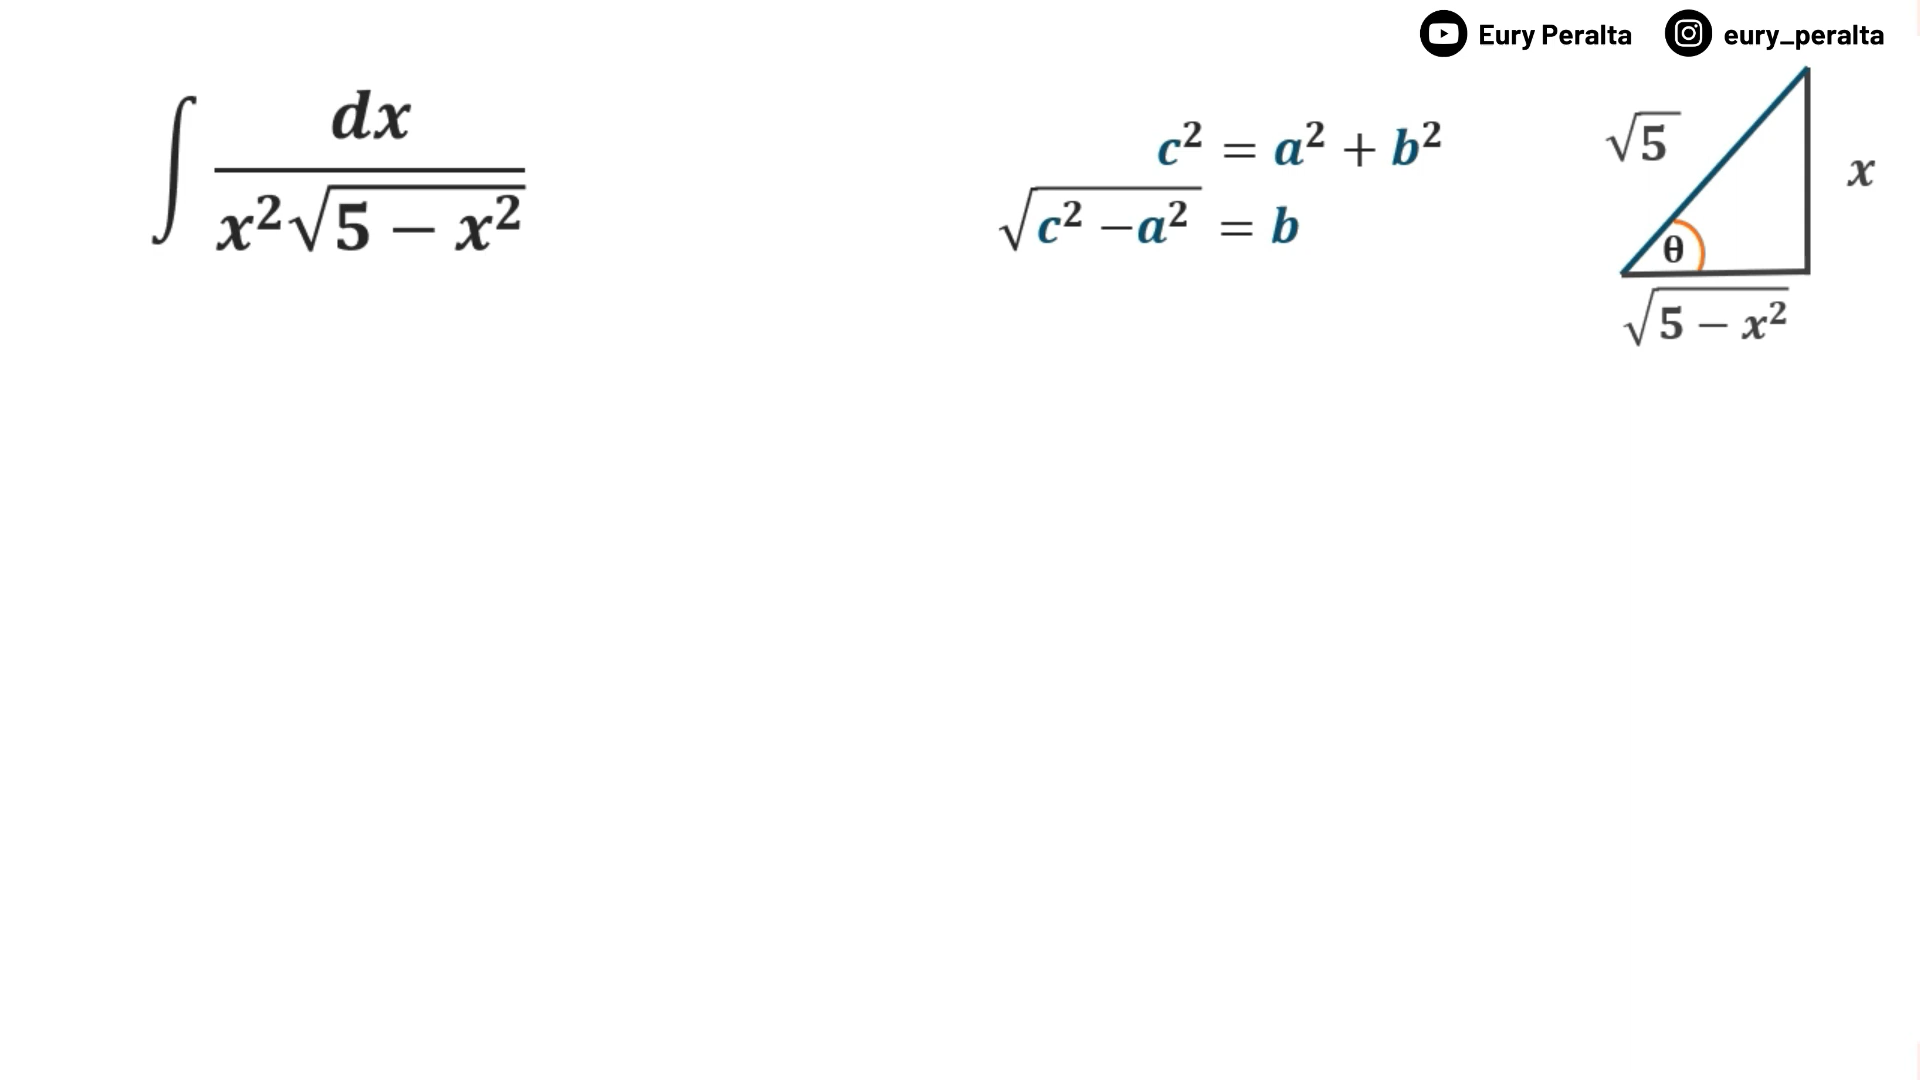 Eury Peralta eury_peralta
∫ dx / x²√(5 − x²)
c² = a² + b²
√(c² − a²) = b
√5
x
θ
√(5 − x²)